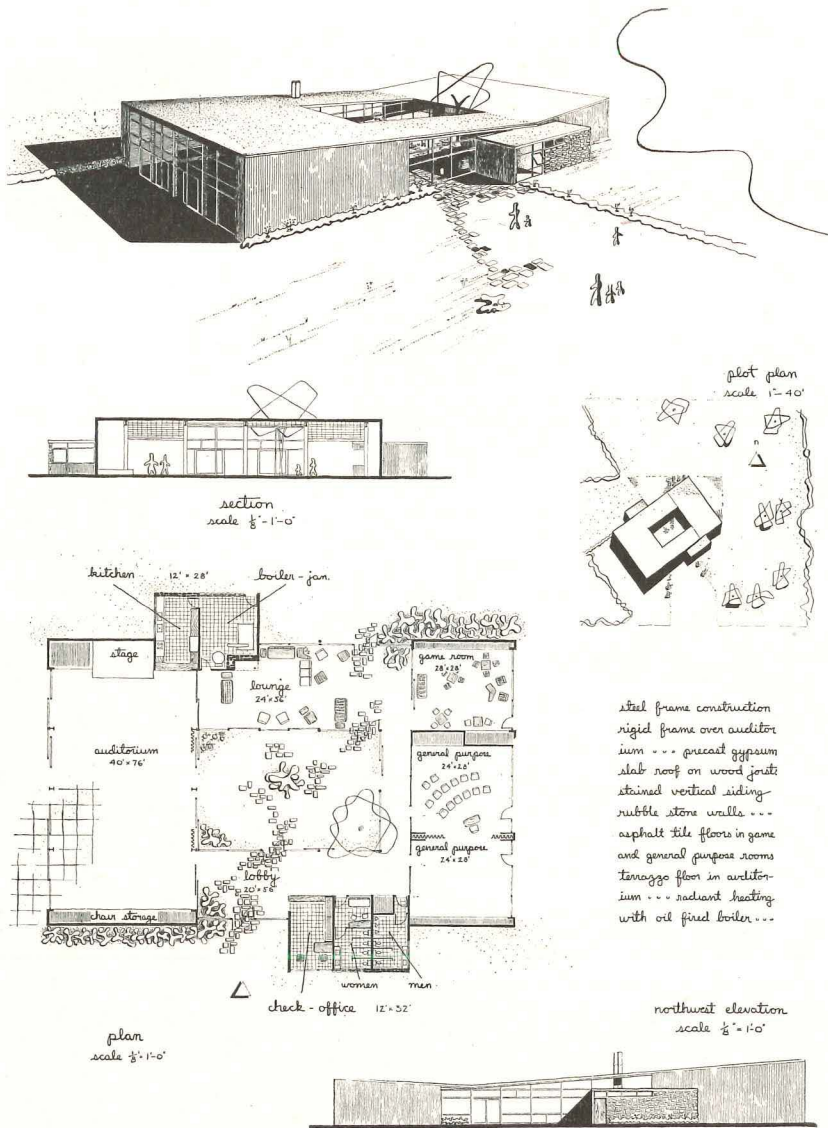 plot plan
scale 1"-40'
n
section
scale 1/8"-1'-0"
kitchen 12' × 28' boiler-jan.
stage
lounge
24'×56'
game room
28'×28'
auditorium
40'×76'
general purpose
24'×28'
general purpose
24'×28'
lobby
20'×56'
chair storage
women men
check-office 12'×32'
plan
scale 1/8"-1'-0"
steel frame construction
rigid frame over auditor
ium --- precast gypsum
slab roof on wood joists
stained vertical siding
rubble stone walls ---
asphalt tile floors in game
and general purpose rooms
terrazzo floor in auditor-
ium --- radiant heating
with oil fired boiler ---
northwest elevation
scale 1/8"=1'-0"